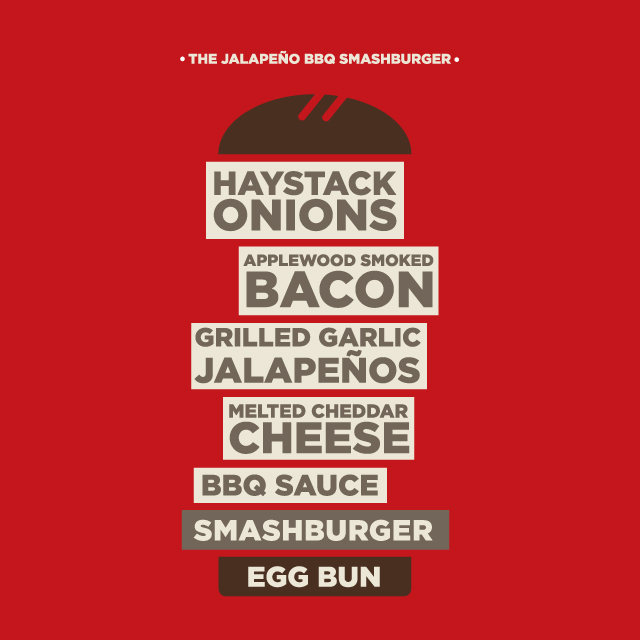 • THE JALAPEÑO BBQ SMASHBURGER •
HAYSTACK
ONIONS
APPLEWOOD SMOKED
BACON
GRILLED GARLIC
JALAPEÑOS
MELTED CHEDDAR
CHEESE
BBQ SAUCE
SMASHBURGER
EGG BUN